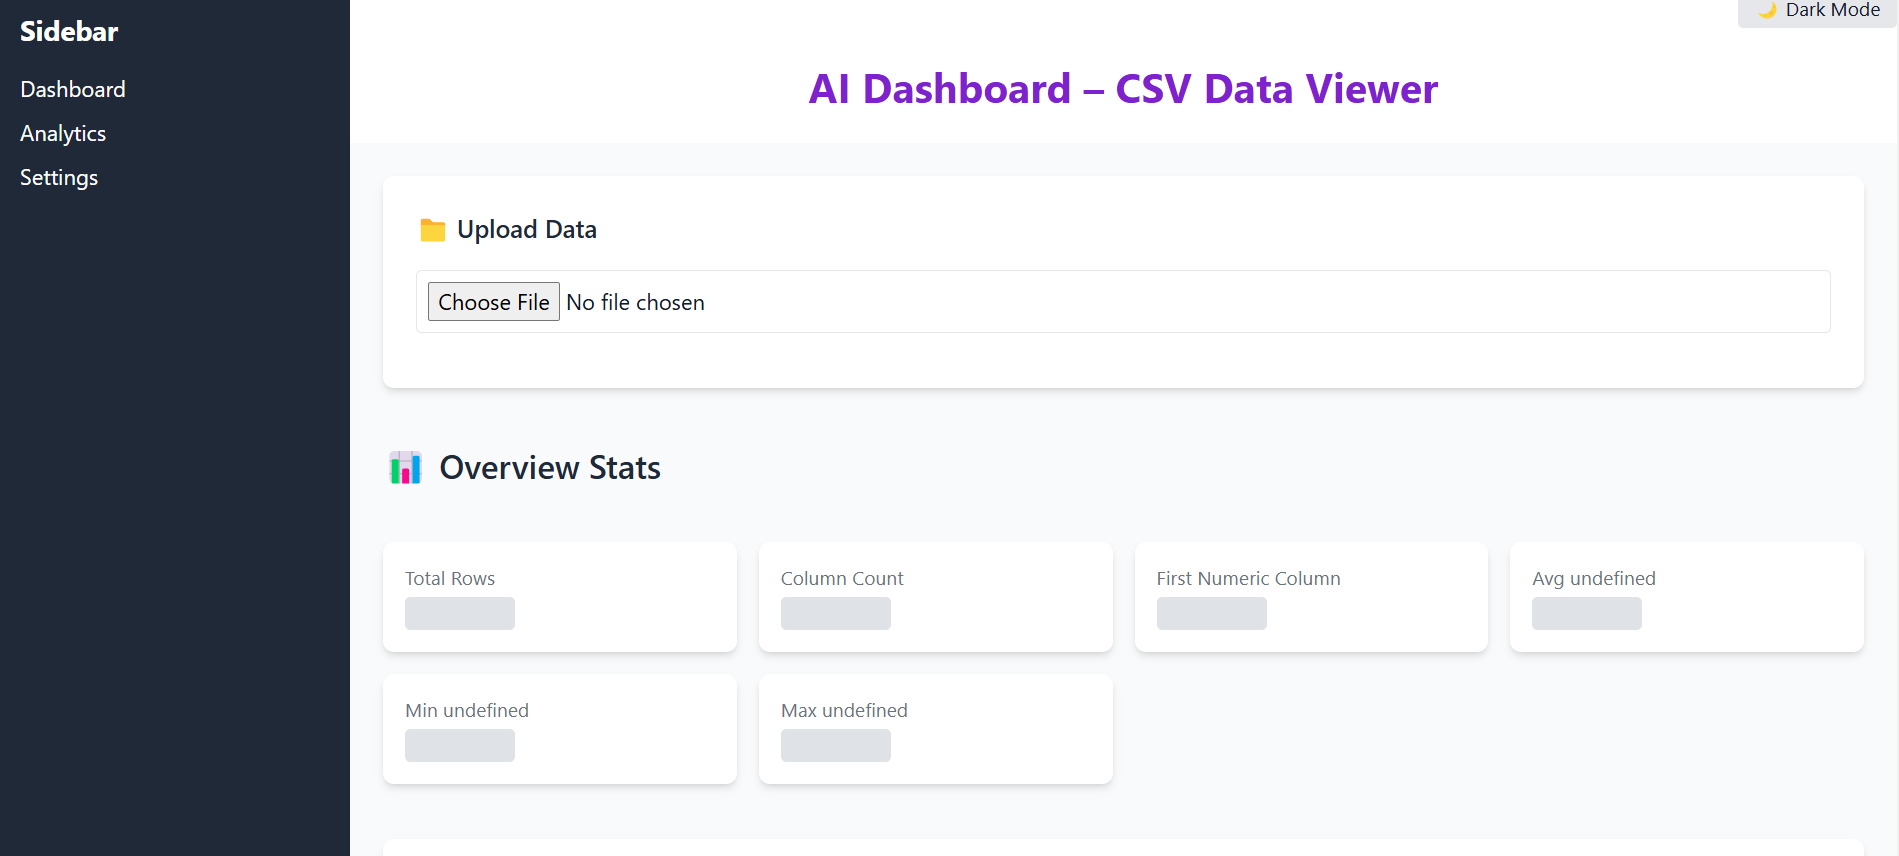 Sidebar
Dashboard
Analytics
Settings
🌙 Dark Mode
AI Dashboard – CSV Data Viewer
📁 Upload Data
Choose File No file chosen
📊 Overview Stats
Total Rows
Column Count
First Numeric Column
Avg undefined
Min undefined
Max undefined